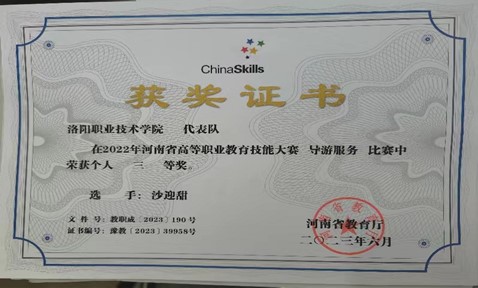 ChinaSkills
获奖证书
洛阳职业技术学院 代表队
在2022年河南省高等职业教育技能大赛 导游服务 比赛中
荣获个人 三 等奖。
选 手：沙迎甜
文 件 号：教职成〔2023〕190号
证书编号：豫教〔2023〕39958号
河南省教育厅
二〇二三年六月